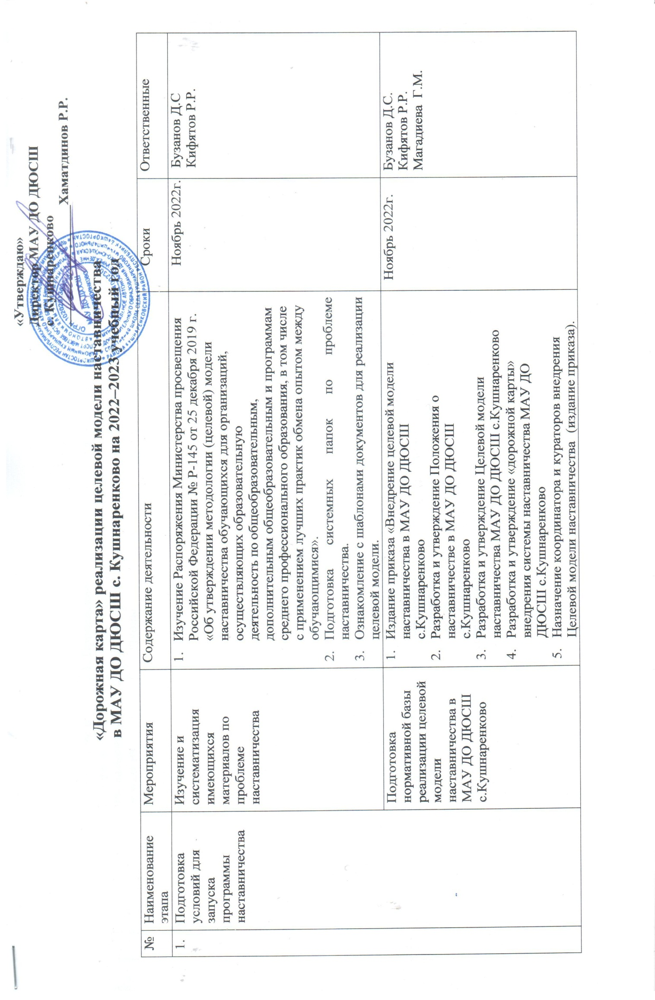 «Утверждаю»
Директор МАУ ДО ДЮСШ
с. Кушнаренково
Хаматдинов Р.Р.
«Дорожная карта» реализации целевой модели наставничества
в МАУ ДО ДЮСШ с. Кушнаренково на 2022–2023 учебный год
№
Наименование
этапа
Мероприятия
Содержание деятельности
Сроки
Ответственные
1.
Подготовка
условий для
запуска
программы
наставничества
Изучение и
систематизация
имеющихся
материалов по
проблеме
наставничества
1. Изучение Распоряжения Министерства просвещения
Российской Федерации № Р-145 от 25 декабря 2019 г.
«Об утверждении методологии (целевой) модели
наставничества обучающихся для организаций,
осуществляющих образовательную
деятельность по общеобразовательным,
дополнительным общеобразовательным и программам
среднего профессионального образования, в том числе
с применением лучших практик обмена опытом между
обучающимися».
2. Подготовка системных папок по проблеме
наставничества.
3. Ознакомление с шаблонами документов для реализации
целевой модели.
Ноябрь 2022г.
Бузанов Д.С
Кифятов Р.Р.
Подготовка
нормативной базы
реализации целевой
модели
наставничества в
МАУ ДО ДЮСШ
с.Кушнаренково
1. Издание приказа «Внедрение целевой модели
наставничества в МАУ ДО ДЮСШ
с.Кушнаренково
2. Разработка и утверждение Положения о
наставничестве в МАУ ДО ДЮСШ
с.Кушнаренково
3. Разработка и утверждение Целевой модели
наставничества МАУ ДО ДЮСШ с.Кушнаренково
4. Разработка и утверждение «дорожной карты»
внедрения системы наставничества МАУ ДО
ДЮСШ с.Кушнаренково
5. Назначение координатора и кураторов внедрения
Целевой модели наставничества (издание приказа).
Ноябрь 2022г.
Бузанов Д.С.
Кифятов Р.Р.
Магадиева Г.М.